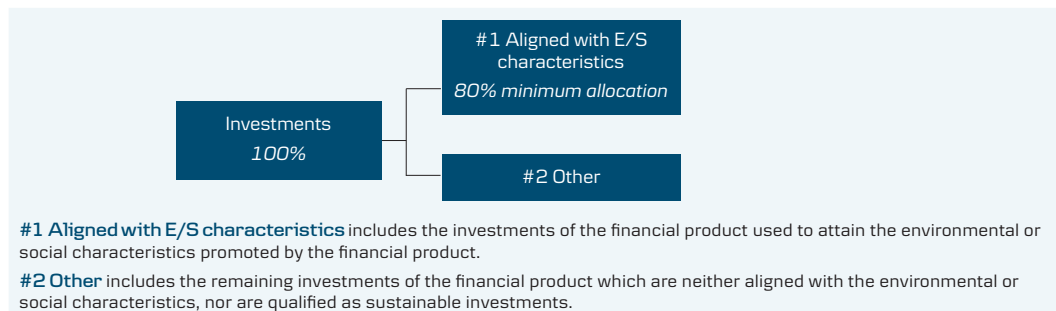 #1 Aligned with E/S
characteristics
80% minimum allocation
Investments
100%
#2 Other
#1 Aligned with E/S characteristics includes the investments of the financial product used to attain the environmental or
social characteristics promoted by the financial product.
#2 Other includes the remaining investments of the financial product which are neither aligned with the environmental or
social characteristics, nor are qualified as sustainable investments.